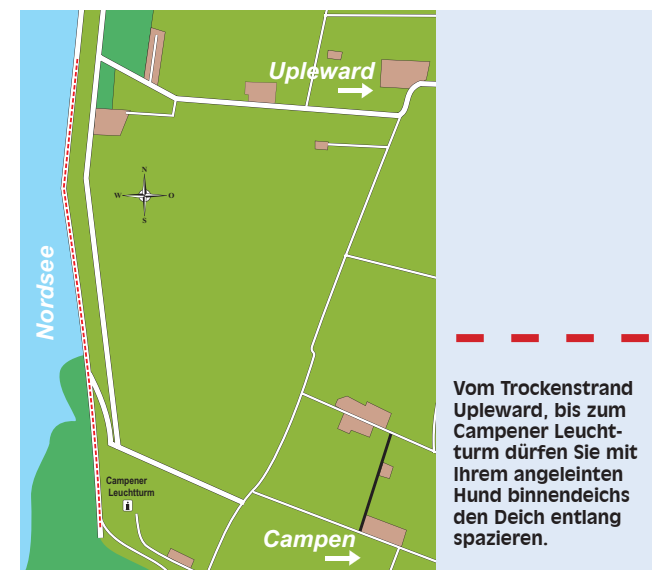 Upleward
N
W
O
S
Nordsee
Campener
Leuchtturm
Campen
Vom Trockenstrand
Upleward, bis zum
Campener Leucht-
turm dürfen Sie mit
Ihrem angeleinten
Hund binnendeichs
den Deich entlang
spazieren.